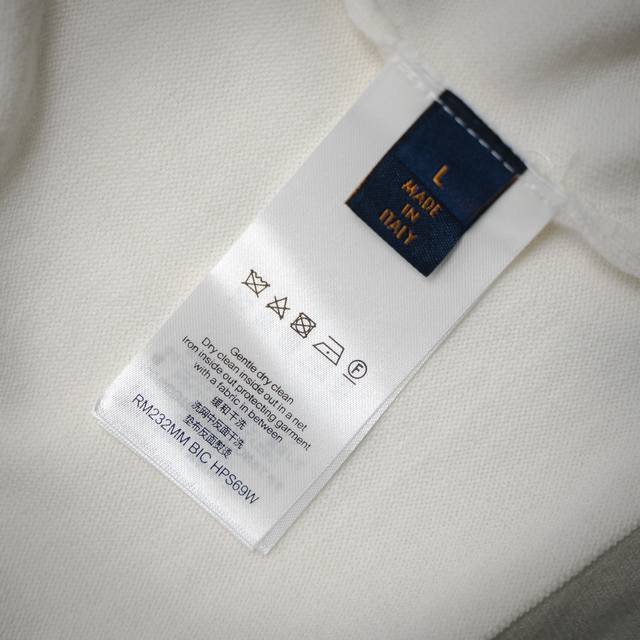 L
MADE
IN
ITALY
F
Gentle dry clean
Dry clean inside out in a net
Iron inside out protecting garment
with a fabric in between
缓和干洗
洗网中反面干洗
垫布反面熨烫
RM232MM BIC HPS69W